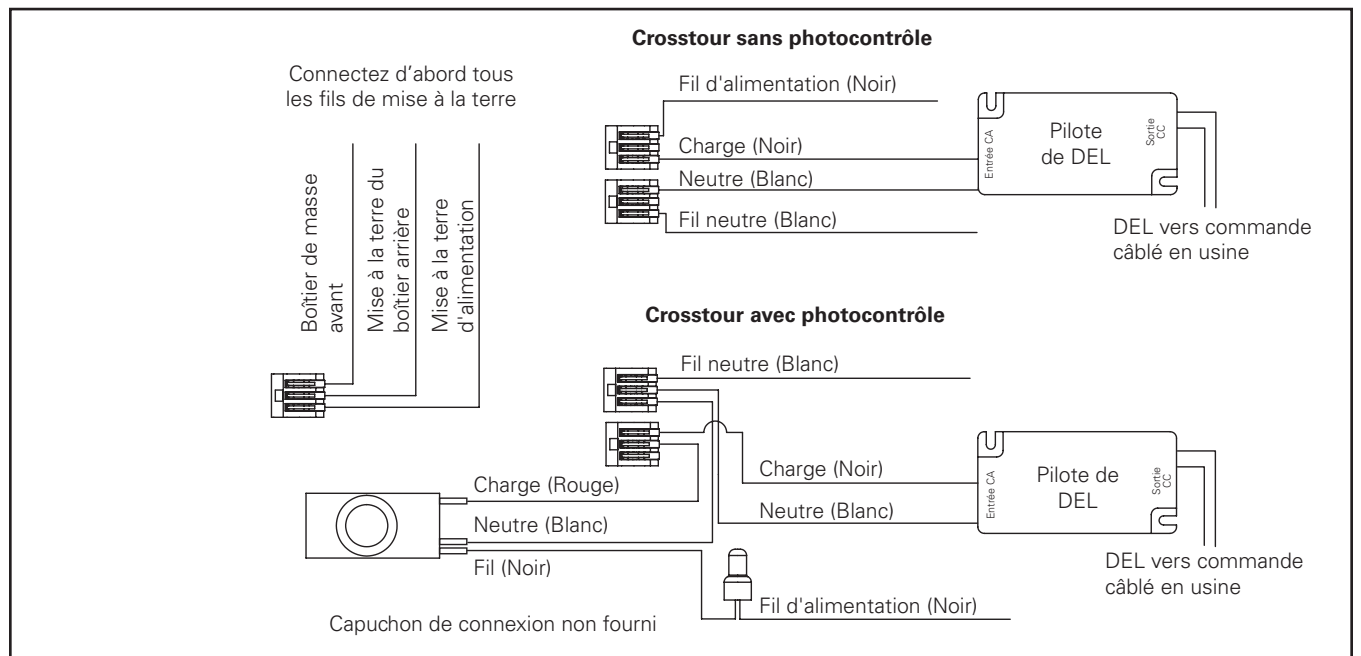 Crosstour sans photocontrôle
Connectez d'abord tous
les fils de mise à la terre
Boîtier de masse
avant
Mise à la terre du
boîtier arrière
Mise à la terre
d'alimentation
Fil d'alimentation (Noir)
Charge (Noir)
Neutre (Blanc)
Fil neutre (Blanc)
Entrée CA
Pilote
de DEL
Sortie
CC
DEL vers commande
câblé en usine
Crosstour avec photocontrôle
Fil neutre (Blanc)
Charge (Noir)
Neutre (Blanc)
Entrée CA
Pilote de
DEL
Sortie
CC
DEL vers commande
câblé en usine
Charge (Rouge)
Neutre (Blanc)
Fil (Noir)
Fil d'alimentation (Noir)
Capuchon de connexion non fourni